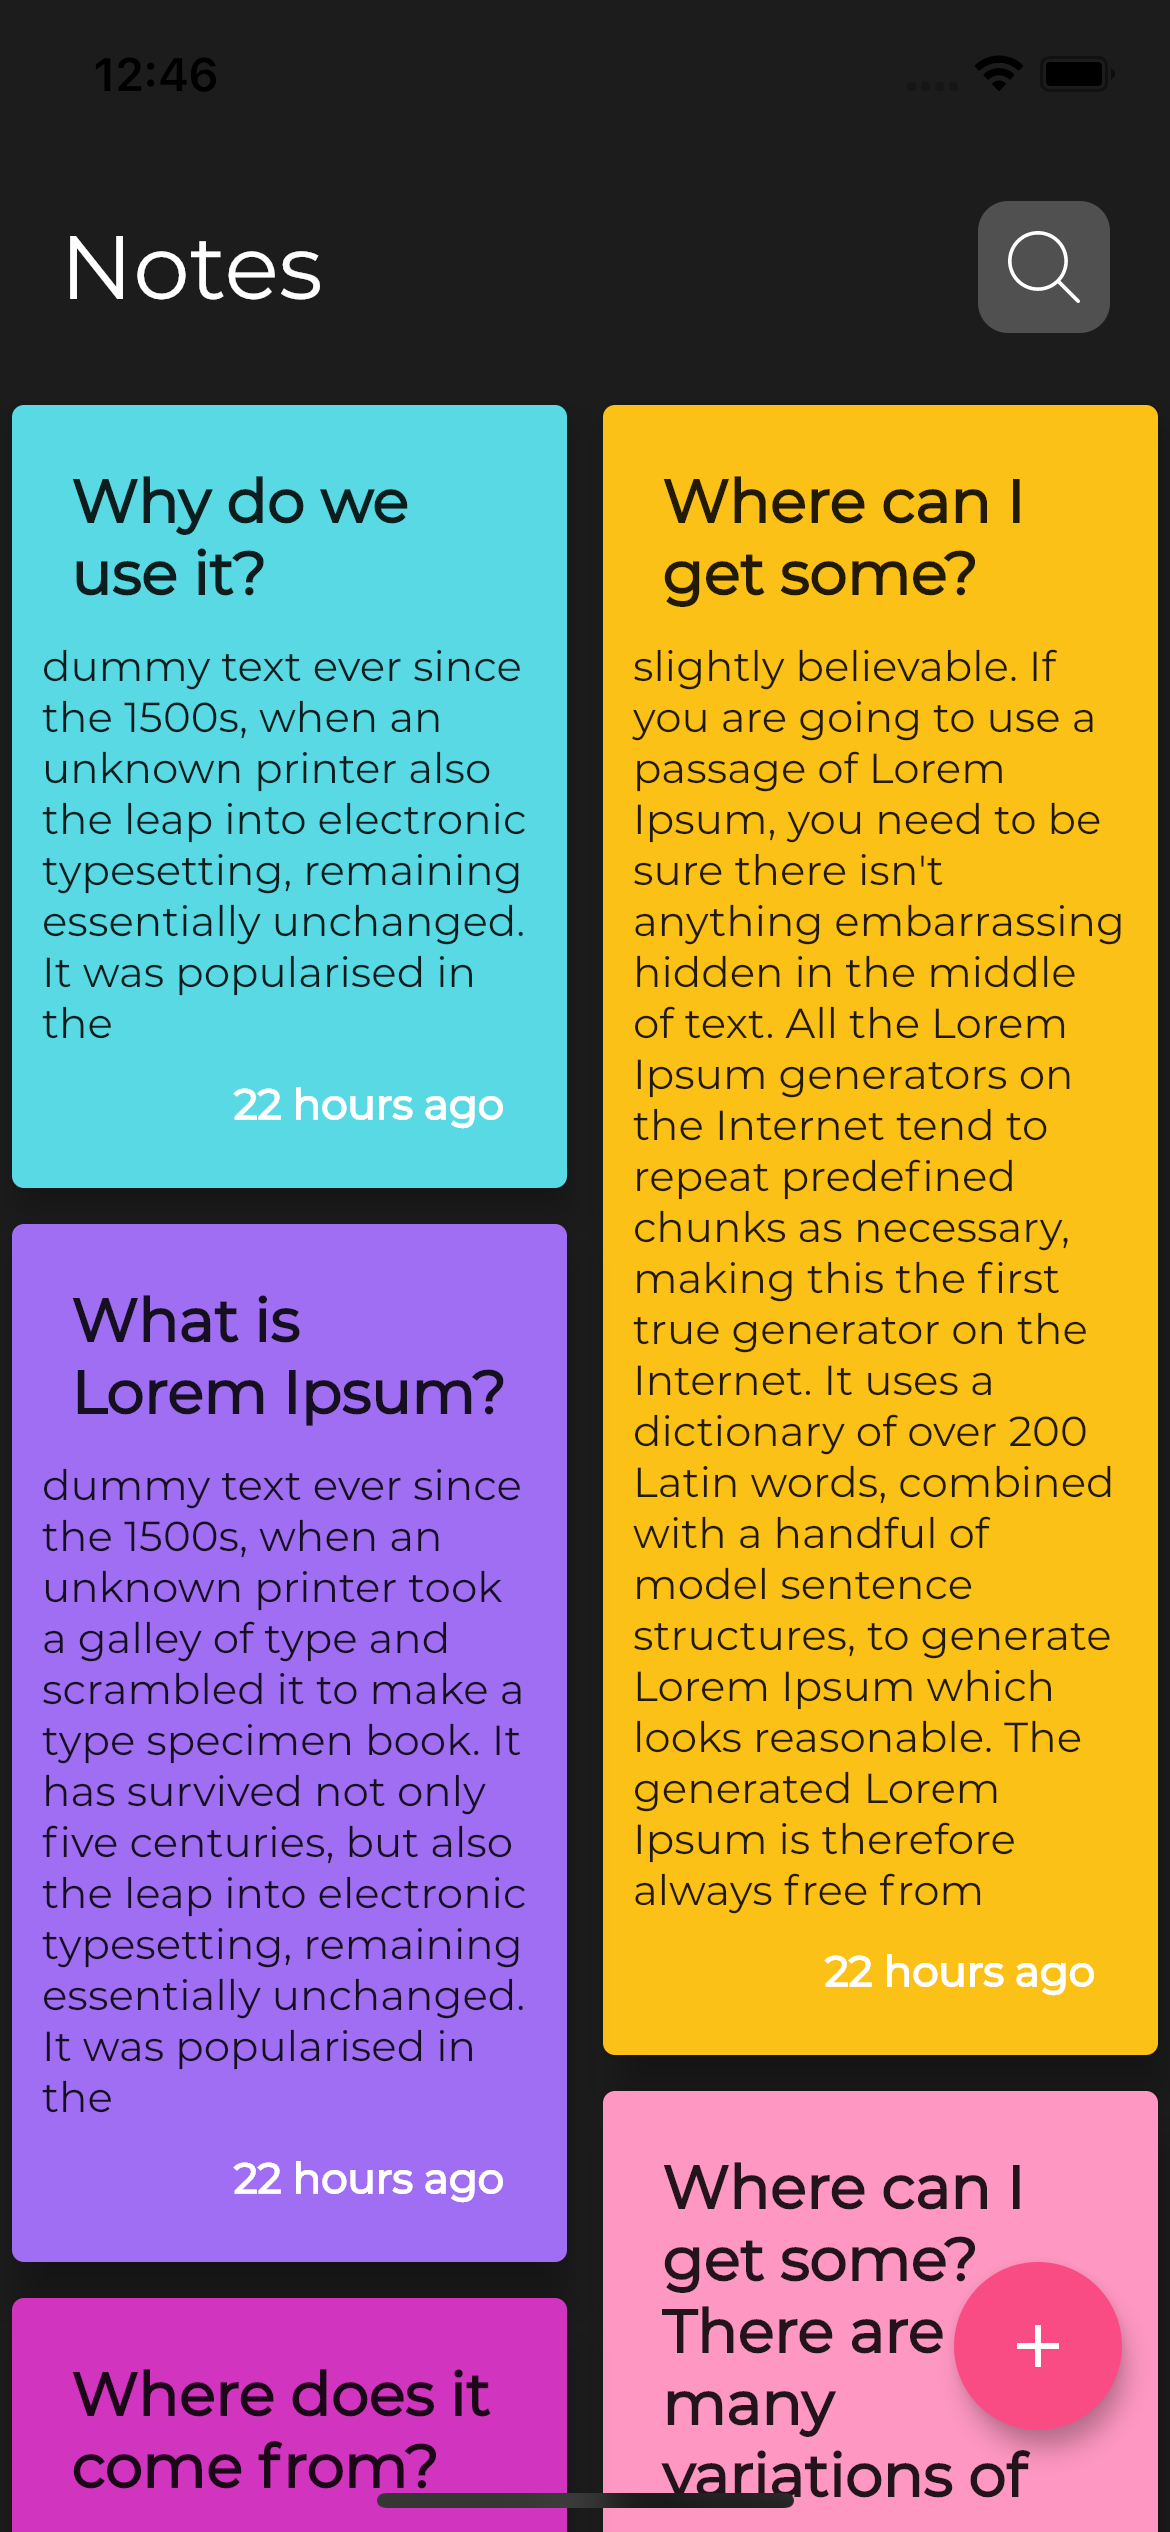 12:46
Notes
Why do we
use it?
dummy text ever since
the 1500s, when an
unknown printer also
the leap into electronic
typesetting, remaining
essentially unchanged.
It was popularised in
the
22 hours ago
What is
Lorem Ipsum?
dummy text ever since
the 1500s, when an
unknown printer took
a galley of type and
scrambled it to make a
type specimen book. It
has survived not only
five centuries, but also
the leap into electronic
typesetting, remaining
essentially unchanged.
It was popularised in
the
22 hours ago
Where does it
come from?
Where can I
get some?
slightly believable. If
you are going to use a
passage of Lorem
Ipsum, you need to be
sure there isn't
anything embarrassing
hidden in the middle
of text. All the Lorem
Ipsum generators on
the Internet tend to
repeat predefined
chunks as necessary,
making this the first
true generator on the
Internet. It uses a
dictionary of over 200
Latin words, combined
with a handful of
model sentence
structures, to generate
Lorem Ipsum which
looks reasonable. The
generated Lorem
Ipsum is therefore
always free from
22 hours ago
Where can I
get some?
There are
many
variations of